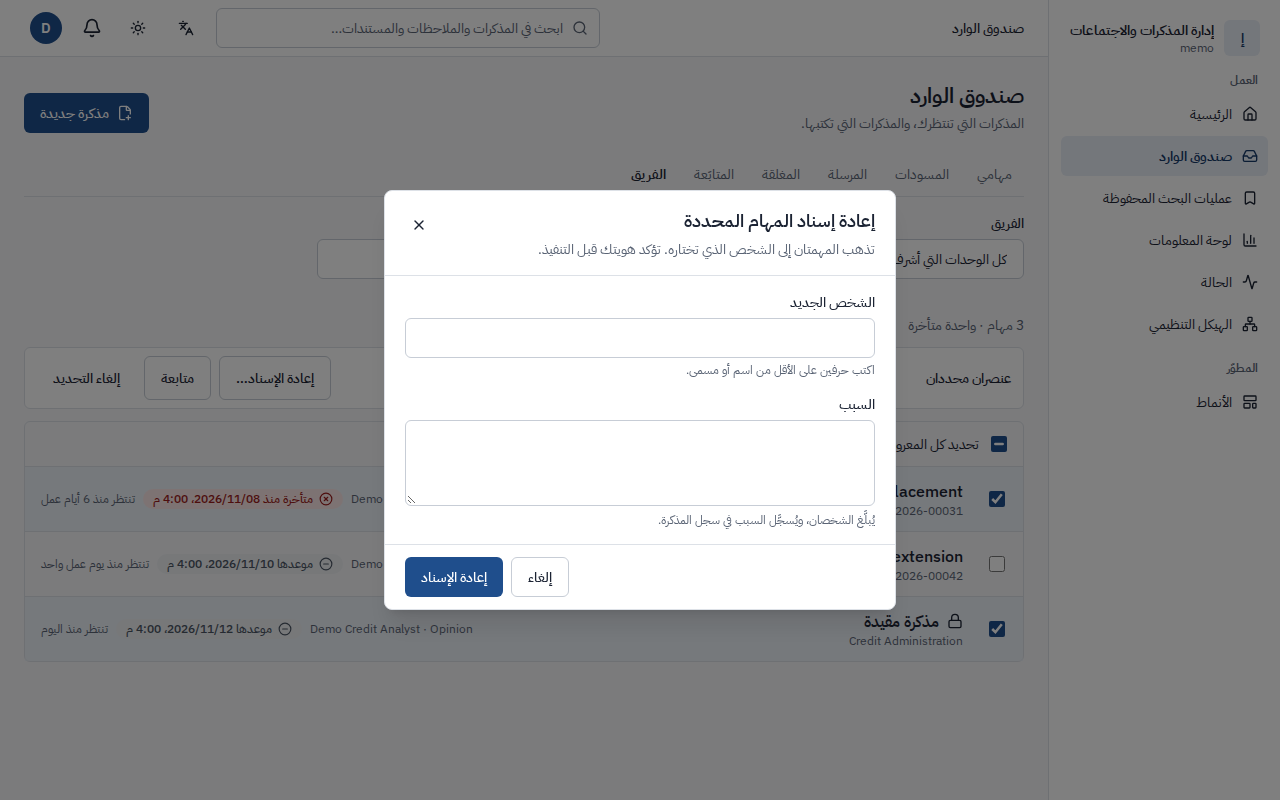 إدارة المذكرات والاجتماعات
memo
إ
العمل
الرئيسية
صندوق الوارد
عمليات البحث المحفوظة
لوحة المعلومات
الحالة
الهيكل التنظيمي
المطوّر
الأنماط
صندوق الوارد
ابحث في المذكرات والملاحظات والمستندات...
D
صندوق الوارد
المذكرات التي تنتظرك، والمذكرات التي تكتبها.
مذكرة جديدة
مهامي
المسودات
المرسلة
المغلقة
المتابَعة
الفريق
الفريق
كل الوحدات التي أشرف
3 مهام · واحدة متأخرة
عنصران محددان
إعادة الإسناد...
متابعة
إلغاء التحديد
تحديد كل المعرو
lacement
2026-00031
Demo
متأخرة منذ 2026/11/08، 4:00 م
تنتظر منذ 6 أيام عمل
extension
2026-00042
Demo
موعدها 2026/11/10، 4:00 م
تنتظر منذ يوم عمل واحد
مذكرة مقيدة
Credit Administration
Demo Credit Analyst · Opinion
موعدها 2026/11/12، 4:00 م
تنتظر منذ اليوم
إعادة إسناد المهام المحددة
تذهب المهمتان إلى الشخص الذي تختاره. تؤكد هويتك قبل التنفيذ.
الشخص الجديد
اكتب حرفين على الأقل من اسم أو مسمى.
السبب
يُبلَّغ الشخصان، ويُسجَّل السبب في سجل المذكرة.
إلغاء
إعادة الإسناد